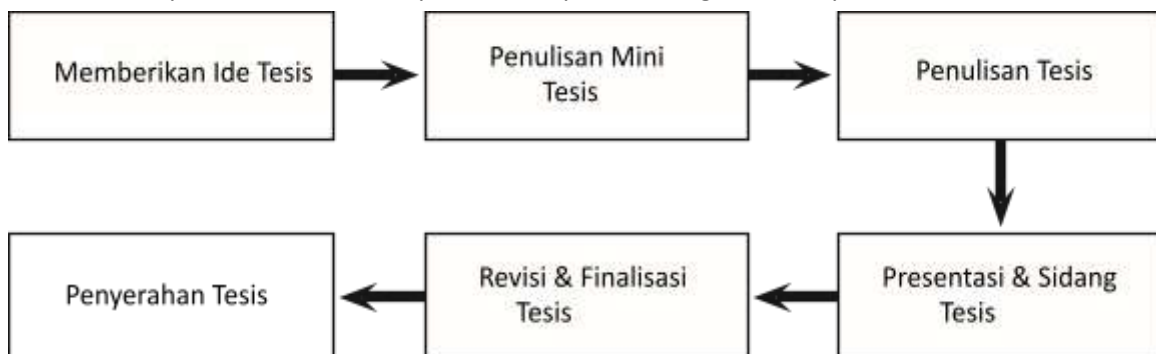 Memberikan Ide Tesis
Penulisan Mini
Tesis
Penulisan Tesis
Presentasi & Sidang
Tesis
Revisi & Finalisasi
Tesis
Penyerahan Tesis